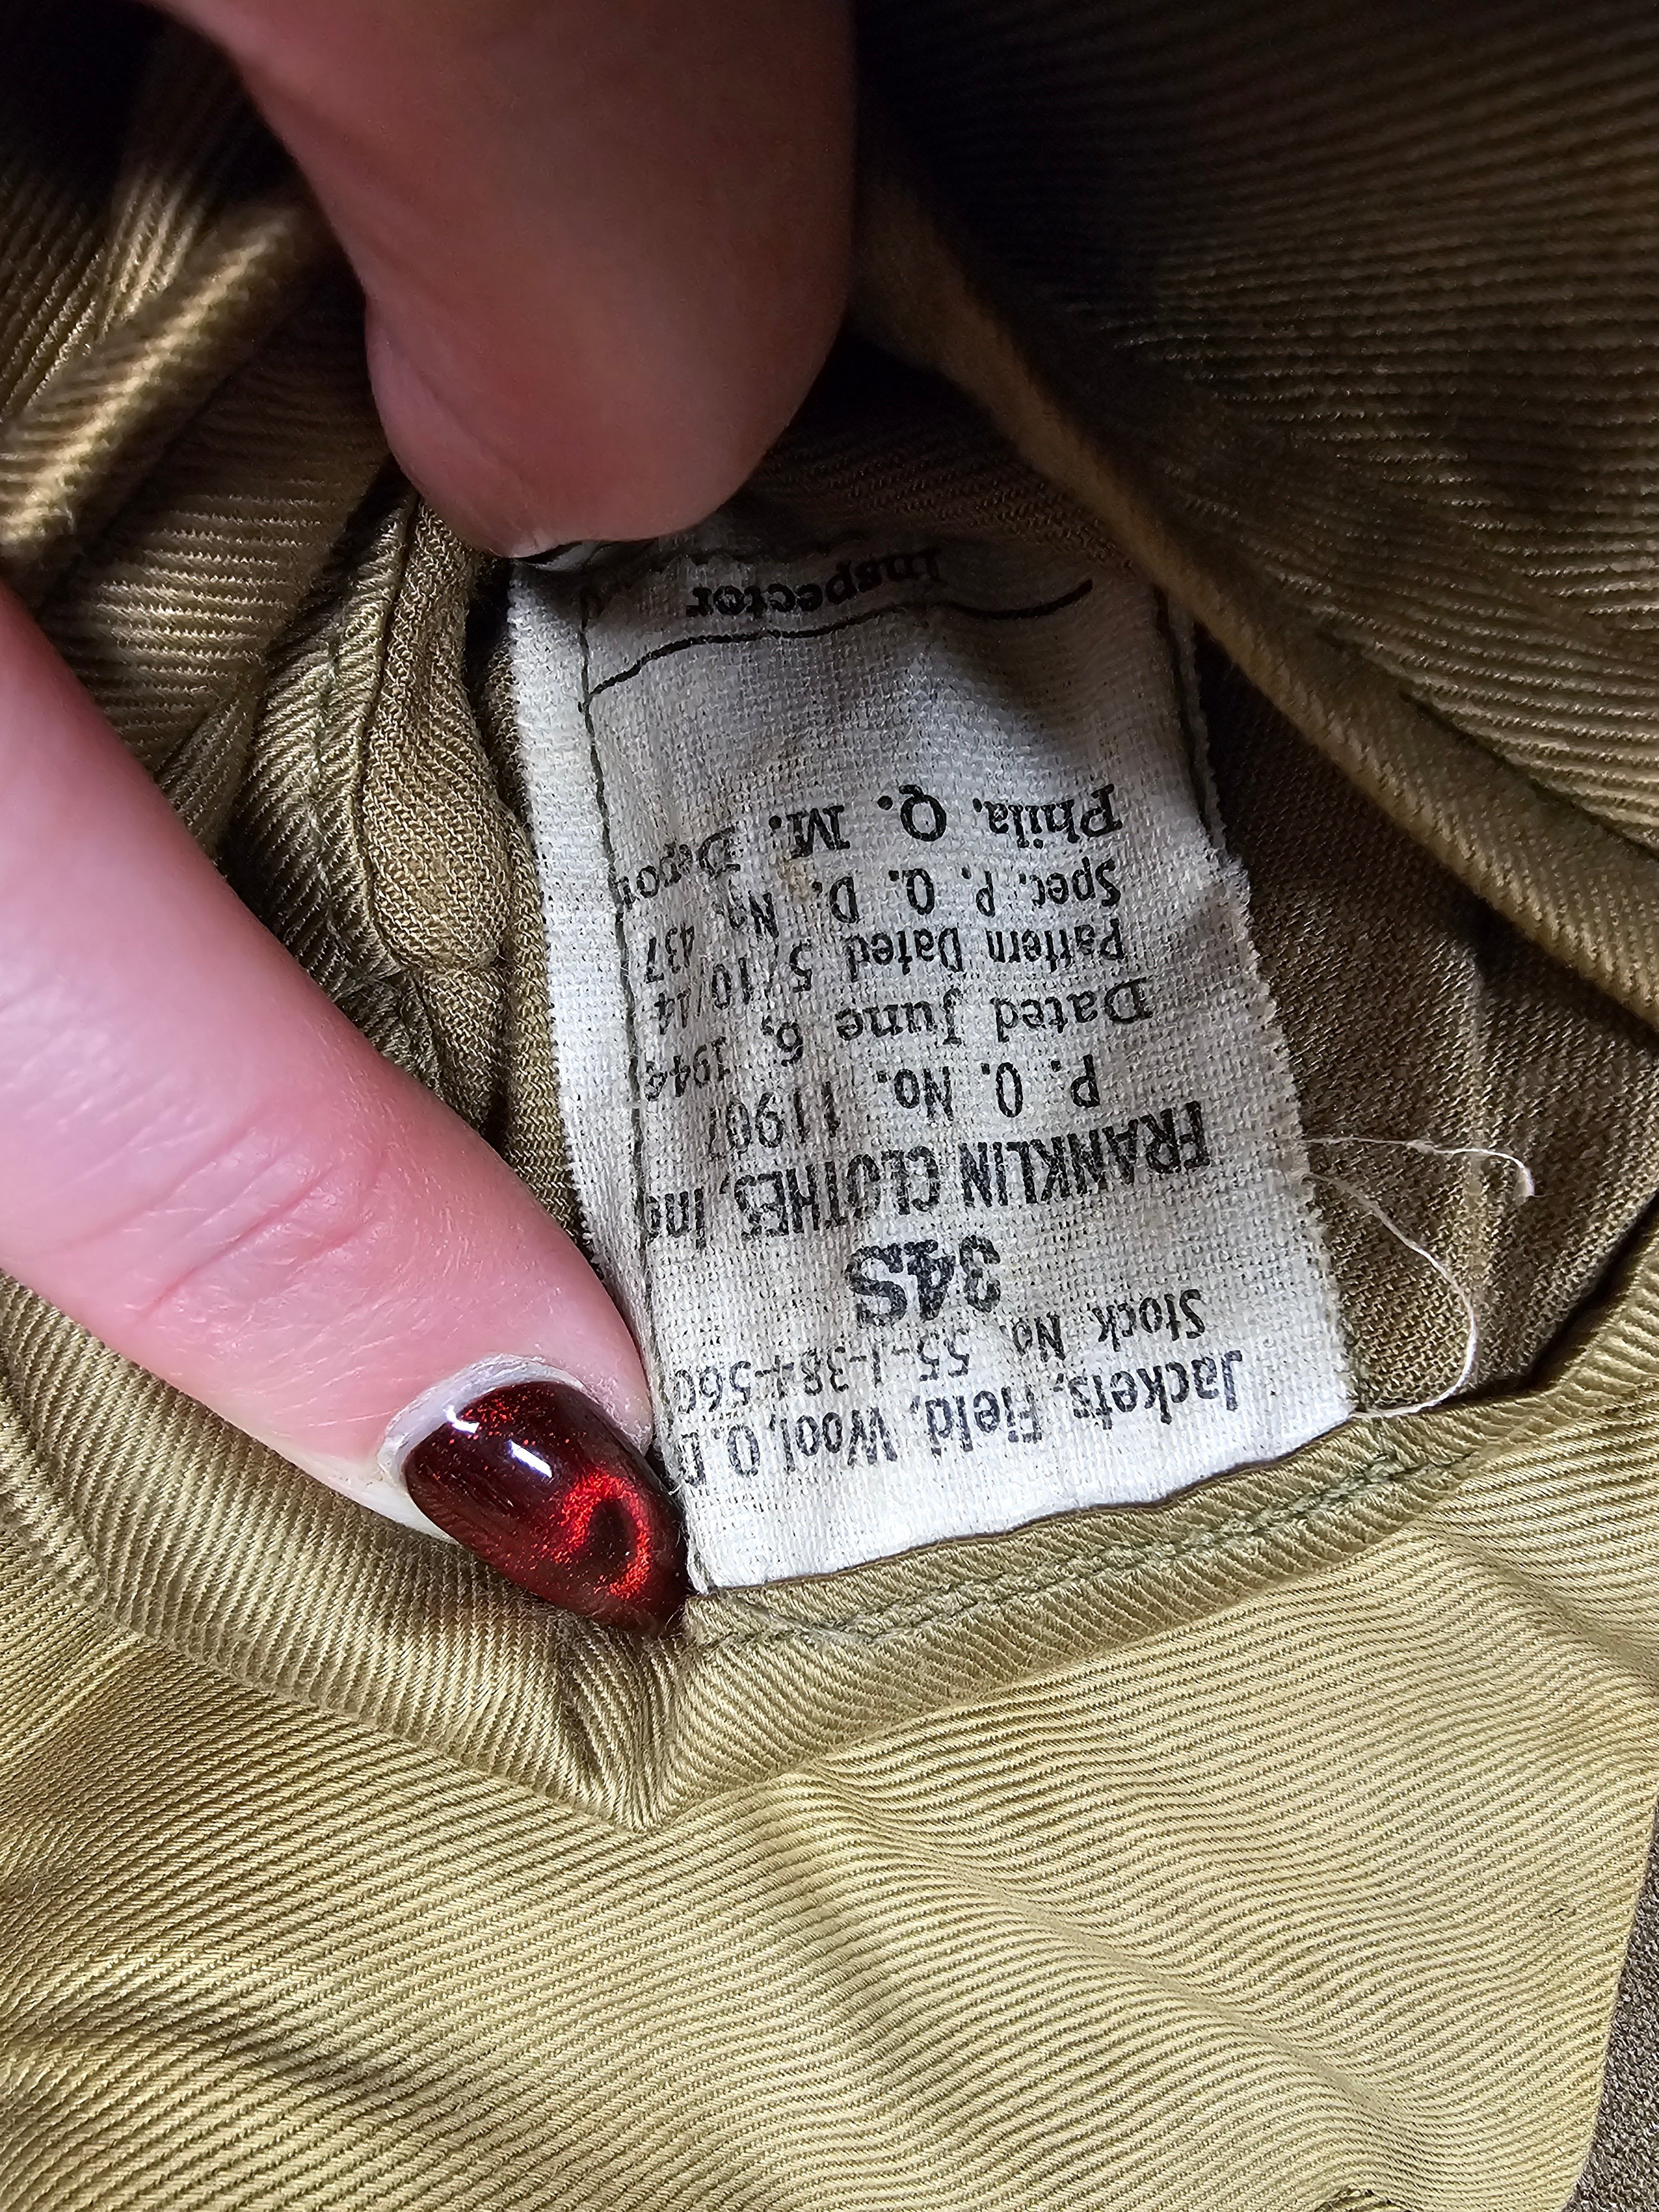 Jackets, Field, Wool, O. D
Stock No. 55-J-384-560
34S
FRANKLIN CLOTHES, Inc
P. O. No. 11907
Dated June 6, 1944
Pattern Dated 5/10/44
Spec. P. Q. D. No 437
Phila. Q. M. Depot
Inspector